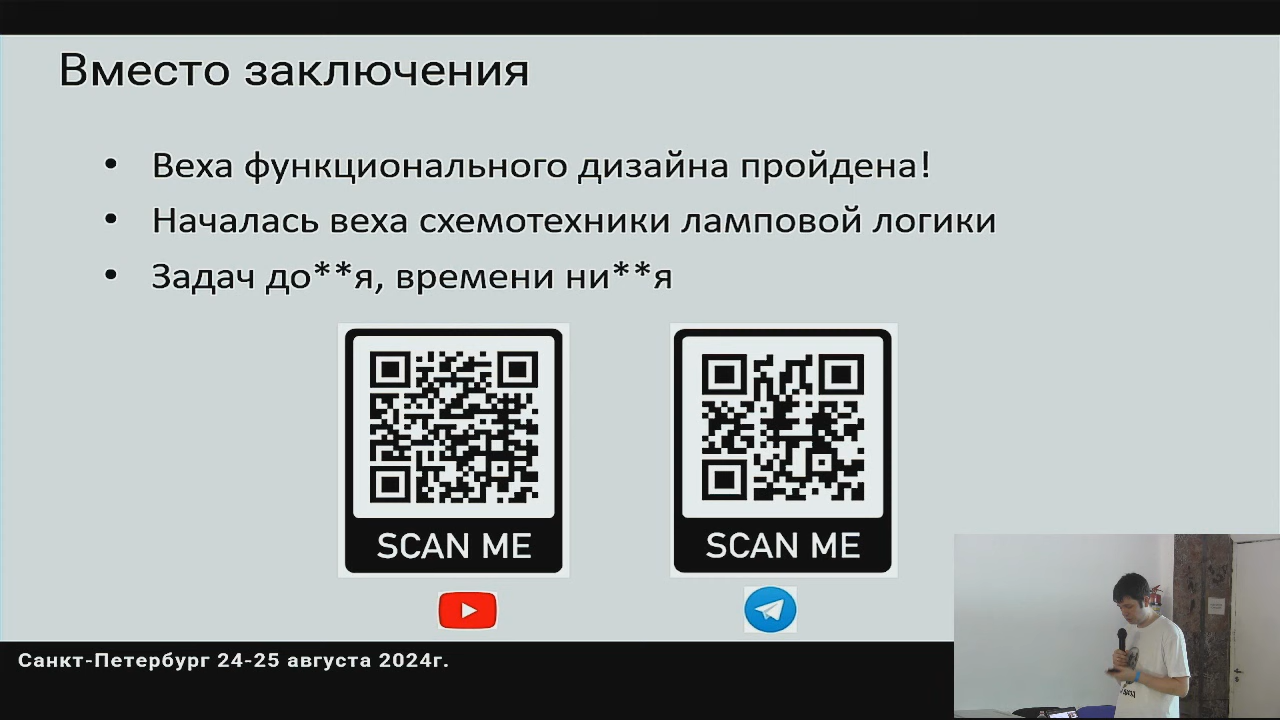 Вместо заключения
• Веха функционального дизайна пройдена!
• Началась веха схемотехники ламповой логики
• Задач до**я, времени ни**я
SCAN ME
SCAN ME
Санкт-Петербург 24-25 августа 2024г.